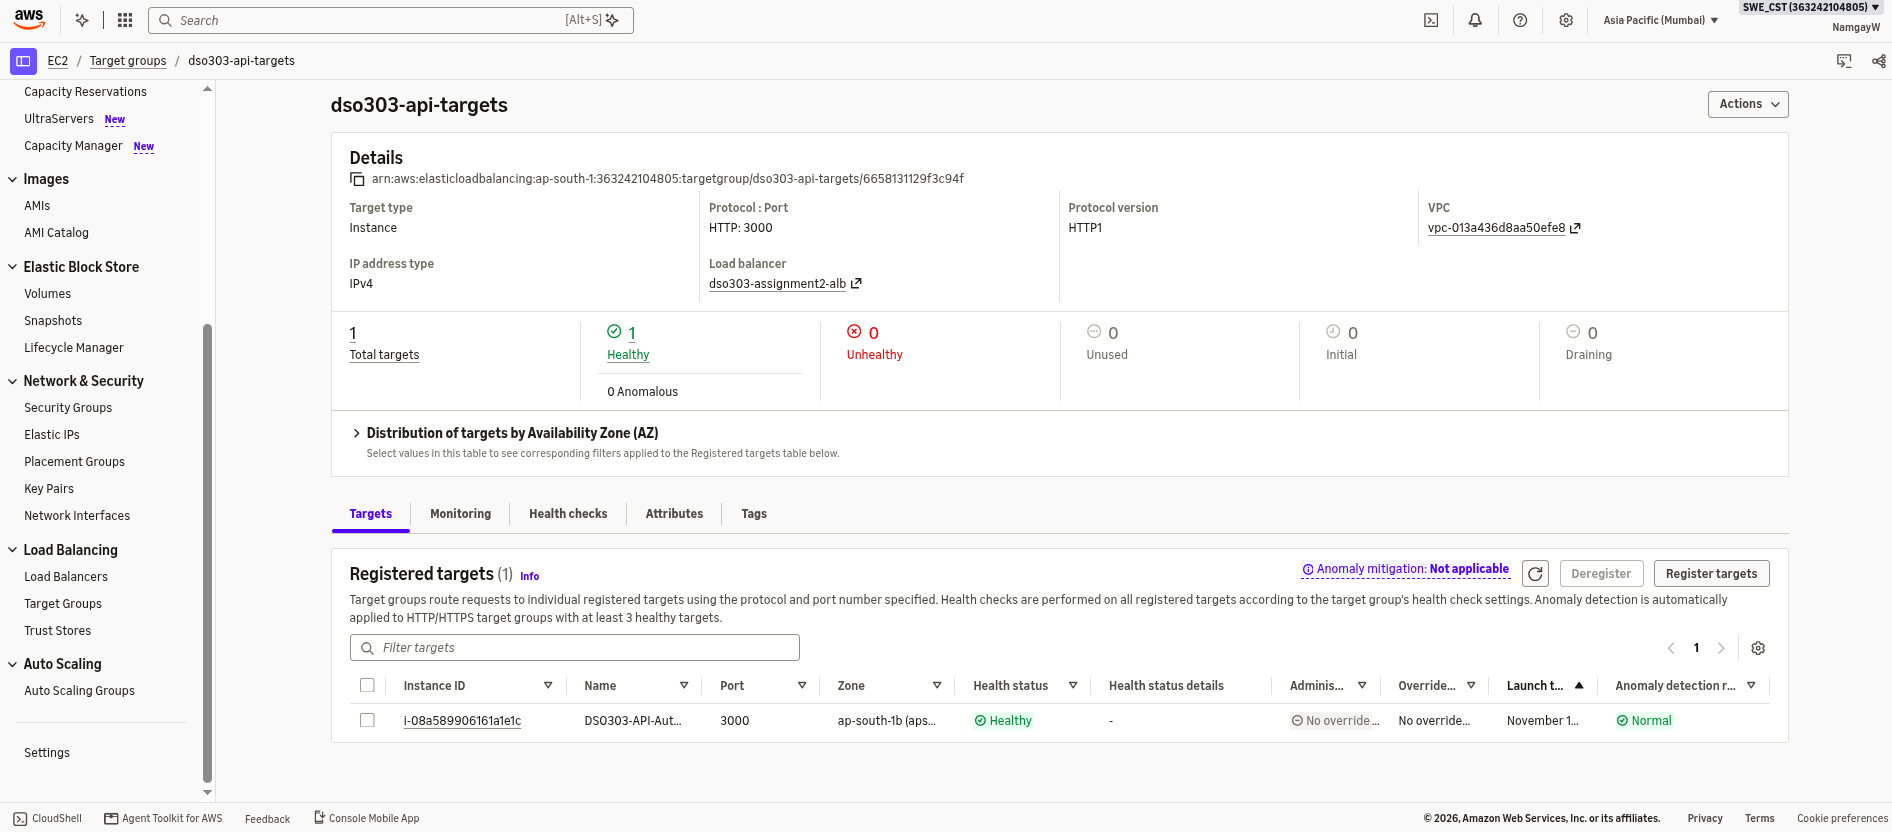 aws
Search
[Alt+S]
Asia Pacific (Mumbai)
SWE_CST (363242104805)
NamgayW
EC2 / Target groups / dso303-api-targets
Capacity Reservations
UltraServers New
Capacity Manager New
Images
AMIs
AMI Catalog
Elastic Block Store
Volumes
Snapshots
Lifecycle Manager
Network & Security
Security Groups
Elastic IPs
Placement Groups
Key Pairs
Network Interfaces
Load Balancing
Load Balancers
Target Groups
Trust Stores
Auto Scaling
Auto Scaling Groups
Settings
dso303-api-targets
Actions
Details
arn:aws:elasticloadbalancing:ap-south-1:363242104805:targetgroup/dso303-api-targets/6658131129f3c94f
Target type
Instance
Protocol : Port
HTTP: 3000
Protocol version
HTTP1
VPC
vpc-013a436d8aa50efe8
IP address type
IPv4
Load balancer
dso303-assignment2-alb
1
Total targets
1
Healthy
0 Anomalous
0
Unhealthy
0
Unused
0
Initial
0
Draining
Distribution of targets by Availability Zone (AZ)
Select values in this table to see corresponding filters applied to the Registered targets table below.
Targets Monitoring Health checks Attributes Tags
Registered targets (1) Info
Anomaly mitigation: Not applicable
Deregister
Register targets
Target groups route requests to individual registered targets using the protocol and port number specified. Health checks are performed on all registered targets according to the target group's health check settings. Anomaly detection is automatically
applied to HTTP/HTTPS target groups with at least 3 healthy targets.
Filter targets
1
Instance ID Name Port Zone Health status Health status details Adminis... Override... Launch t... Anomaly detection r...
i-08a589906161a1e1c DSO303-API-Aut... 3000 ap-south-1b (aps... Healthy - No override... No override... November 1... Normal
CloudShell Agent Toolkit for AWS Feedback Console Mobile App
© 2026, Amazon Web Services, Inc. or its affiliates. Privacy Terms Cookie preferences